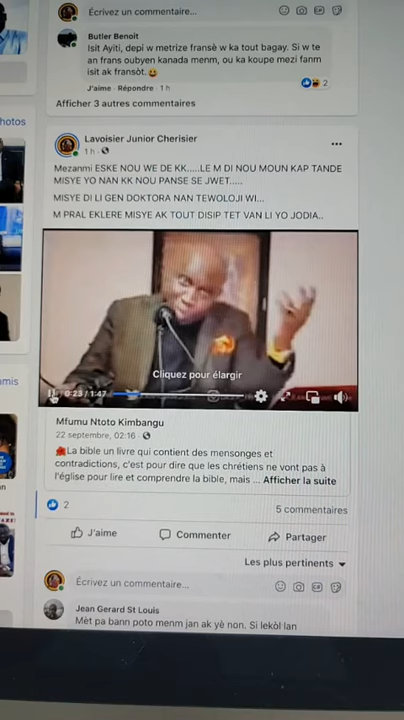 Écrivez un commentaire...
Butler Benoit
Isit Ayiti, depi w metrize fransè w ka tout bagay. Si w te
an frans oubyen kanada menm, ou ka koupe mezi fanm
isit ak fransòt.
J'aime · Répondre · 1 h
2
Afficher 3 autres commentaires
hotos
Lavoisier Junior Cherisier
1 h ·
Mezanmi ESKE NOU WE DE KK.....LE M DI NOU MOUN KAP TANDE
MISYE YO NAN KK NOU PANSE SE JWET.....
MISYE DI LI GEN DOKTORA NAN TEWOLOJI WI...
M PRAL EKLERE MISYE AK TOUT DISIP TET VAN LI YO JODIA..
Cliquez pour élargir
0:23 / 1:47
amis
Mfumu Ntoto Kimbangu
22 septembre, 02:16 ·
La bible un livre qui contient des mensonges et
contradictions, c'est pour dire que les chrétiens ne vont pas à
l'église pour lire et comprendre la bible, mais ... Afficher la suite
2
5 commentaires
J'aime
Commenter
Partager
Les plus pertinents
Écrivez un commentaire...
Jean Gerard St Louis
Mèt pa bann poto menm jan ak yè non. Si lekòl lan